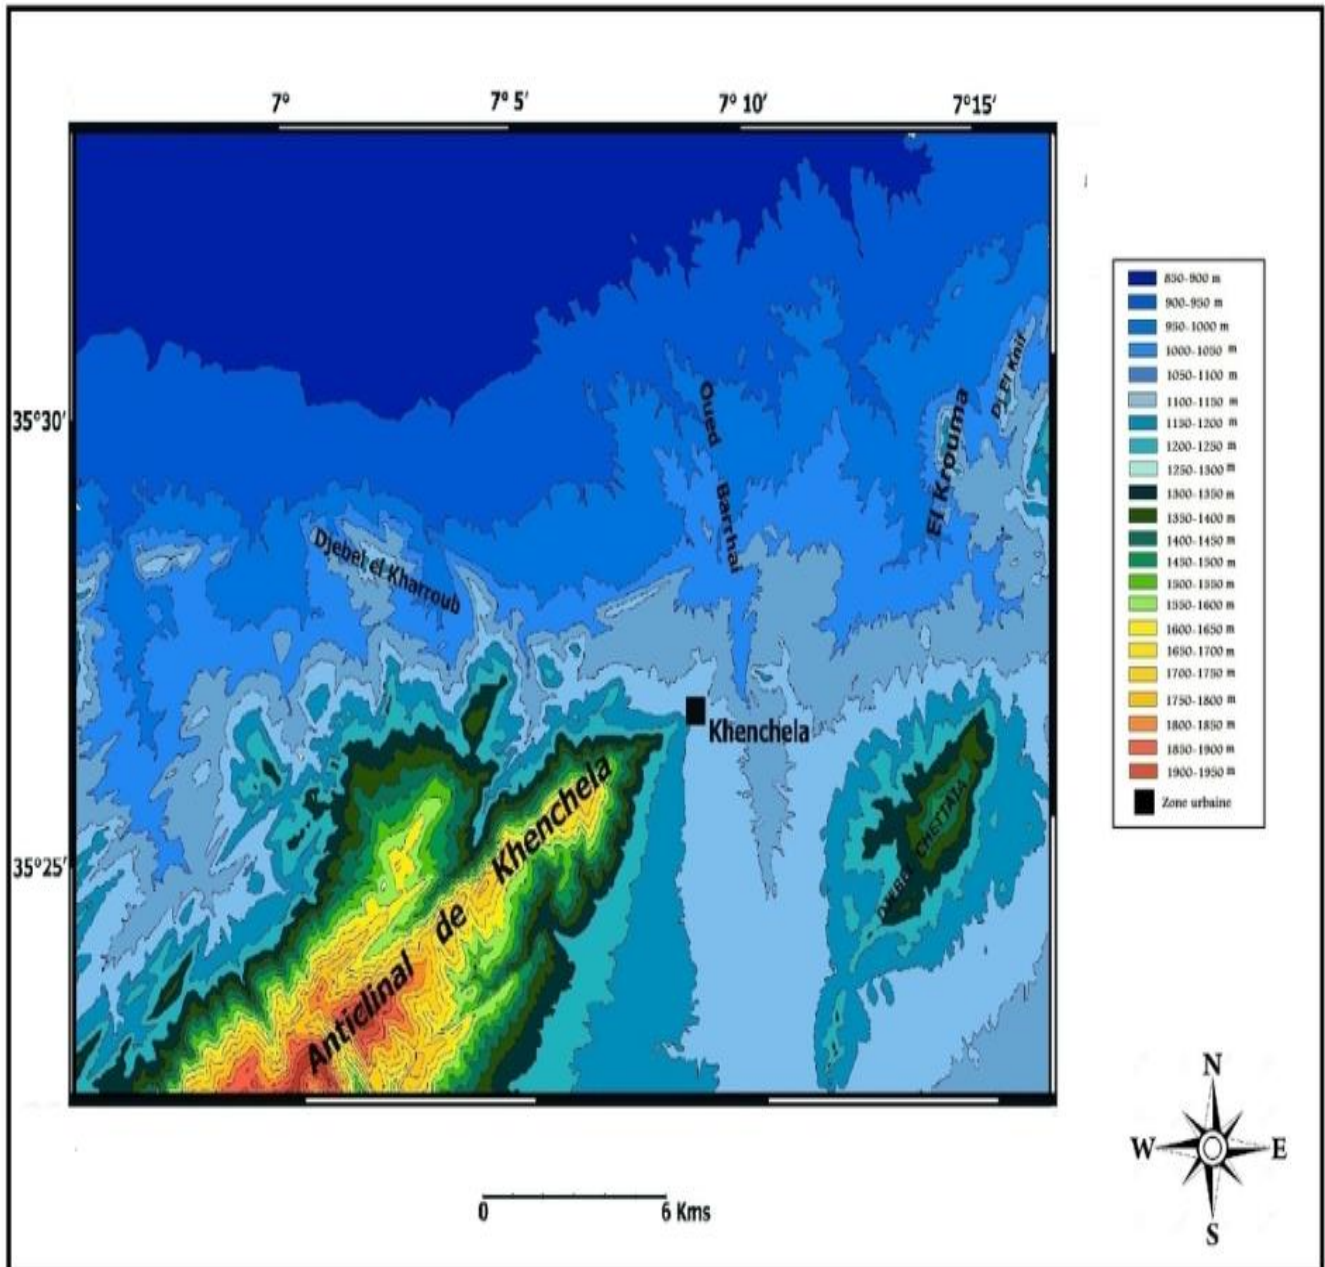 7° 7° 5' 7° 10' 7°15'
35°30'
35°25'
Oued Barrhai
El Krouma
Dj El Knif
Djebel el Kharroub
Khenchela
Anticlinal de Khenchela
CHETTATA
850-900 m
900-950 m
950-1000 m
1000-1050 m
1050-1100 m
1100-1150 m
1150-1200 m
1200-1250 m
1250-1300 m
1300-1350 m
1350-1400 m
1400-1450 m
1450-1500 m
1500-1550 m
1550-1600 m
1600-1650 m
1650-1700 m
1700-1750 m
1750-1800 m
1800-1850 m
1850-1900 m
1900-1950 m
Zone urbaine
N
W E
S
0 6 Kms